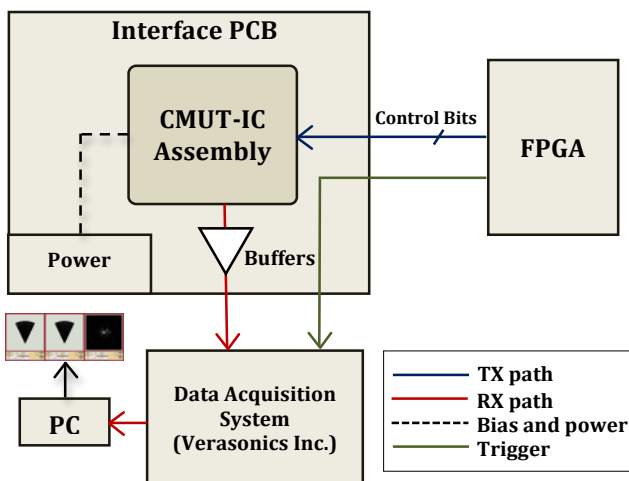 Interface PCB
CMUT-IC
Assembly
Control Bits
FPGA
Power
Buffers
Data Acquisition
System
(Verasonics Inc.)
PC
TX path
RX path
Bias and power
Trigger